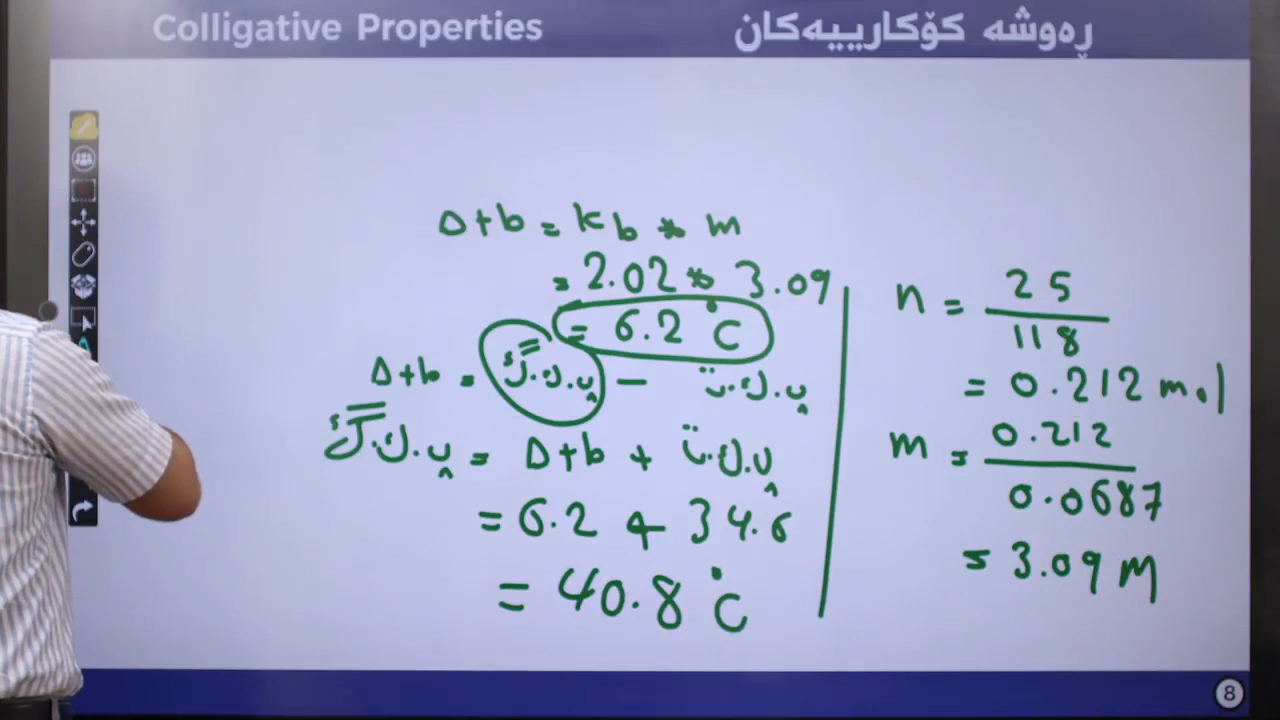 Colligative Properties
ڕەوشە کۆکارییەکان
Δtb = kb * m
= 2.02 * 3.09
= 6.2 °C
Δtb = پ.ک.گ − پ.ک.ت
پ.ک.گ = Δtb + پ.ک.ت
= 6.2 + 34.6
= 40.8 °C
n = 25 / 118
= 0.212 mol
m = 0.212 / 0.0687
= 3.09 m
8